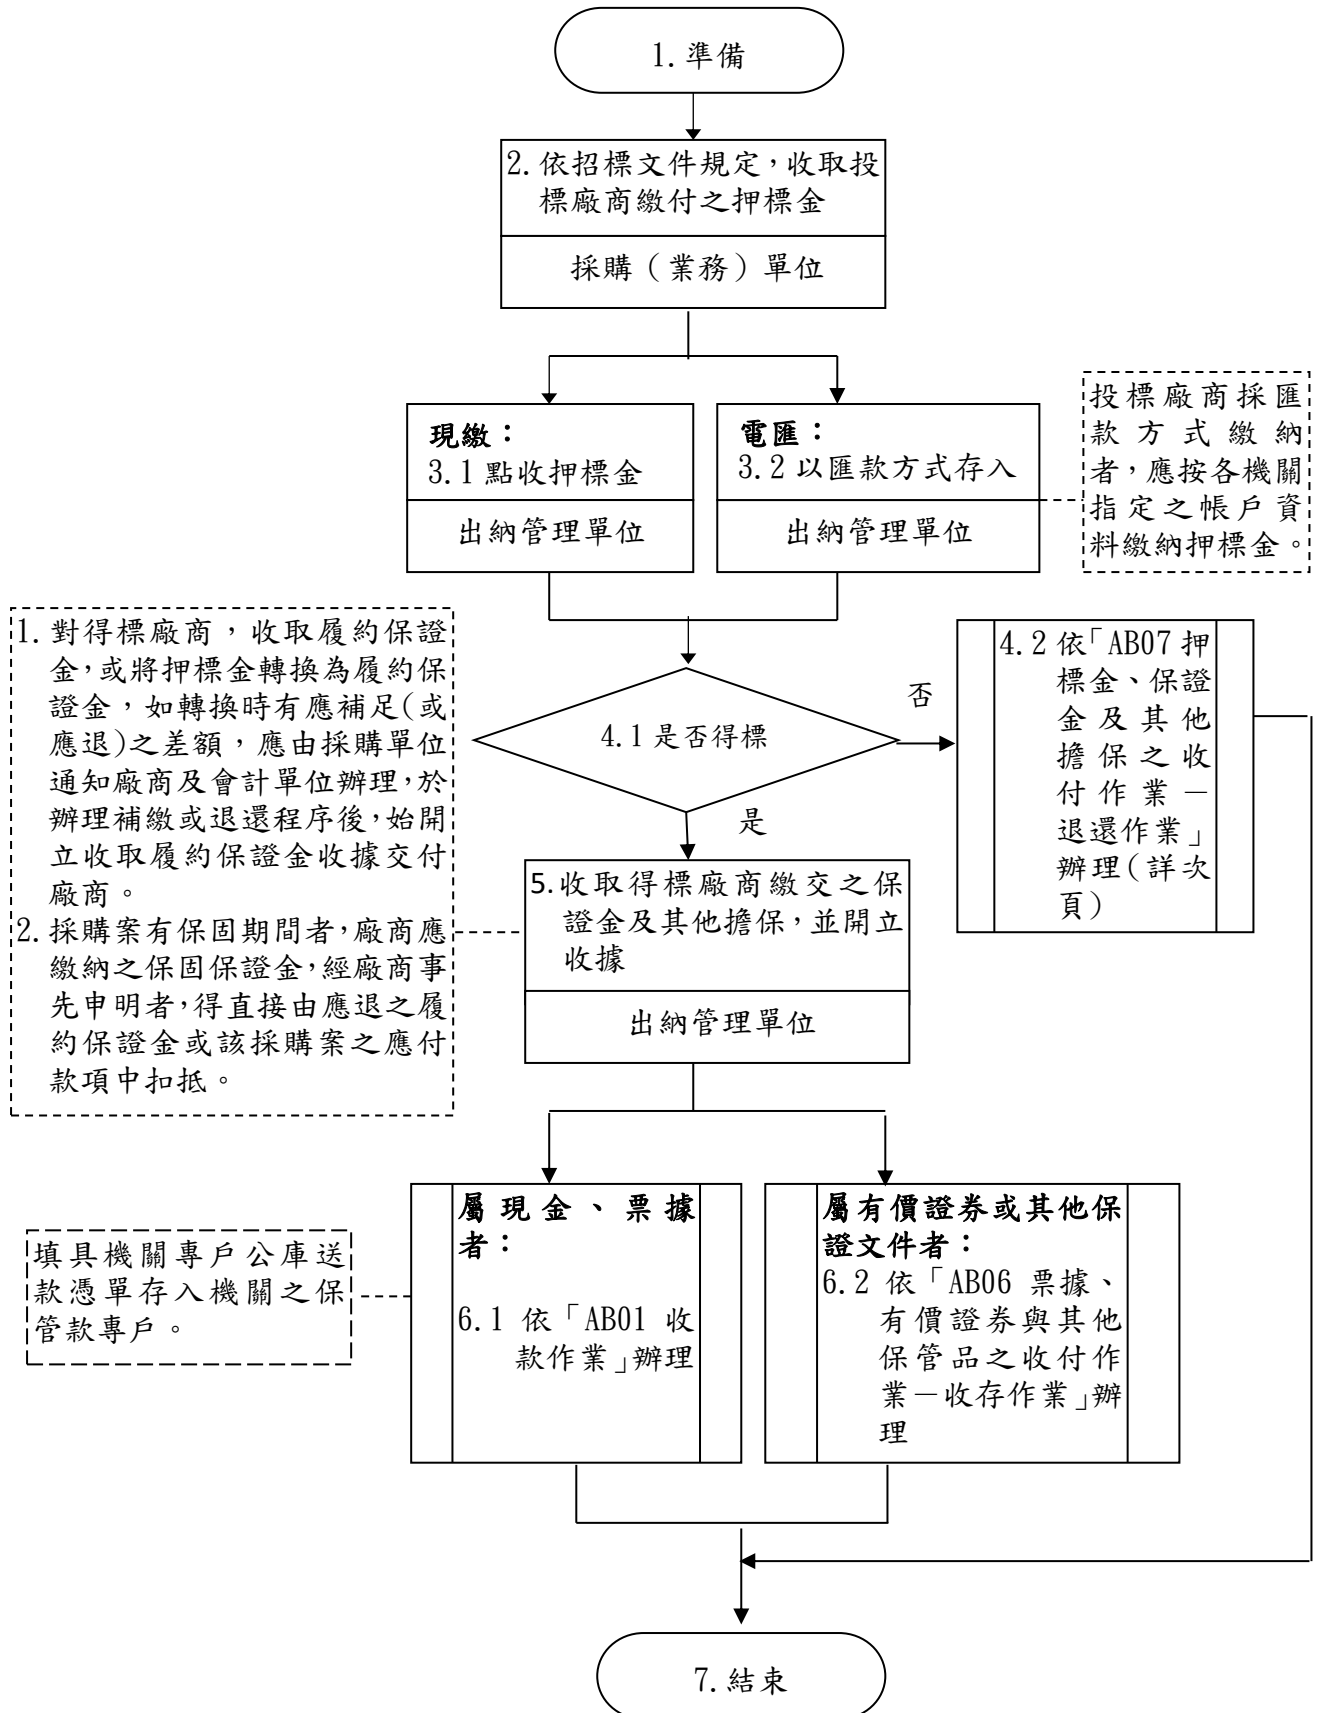 1.準備
2.依招標文件規定，收取投
標廠商繳付之押標金
採購（業務）單位
現繳：
3.1 點收押標金
出納管理單位
電匯：
3.2 以匯款方式存入
出納管理單位
投標廠商採匯
款方式繳納
者，應按各機關
指定之帳戶資
料繳納押標金。
1.對得標廠商，收取履約保證
金，或將押標金轉換為履約保
證金，如轉換時有應補足(或
應退)之差額，應由採購單位
通知廠商及會計單位辦理，於
辦理補繳或退還程序後，始開
立收取履約保證金收據交付
廠商。
2.採購案有保固期間者，廠商應
繳納之保固保證金，經廠商事
先申明者，得直接由應退之履
約保證金或該採購案之應付
款項中扣抵。
4.1 是否得標
否
是
4.2 依「AB07 押
標金、保證
金及其他
擔保之收
付作業－
退還作業」
辦理(詳次
頁)
5.收取得標廠商繳交之保
證金及其他擔保，並開立
收據
出納管理單位
填具機關專戶公庫送
款憑單存入機關之保
管款專戶。
屬現金、票據
者：
6.1 依「AB01 收
款作業」辦理
屬有價證券或其他保
證文件者：
6.2 依「AB06 票據、
有價證券與其他
保管品之收付作
業－收存作業」辦
理
7.結束